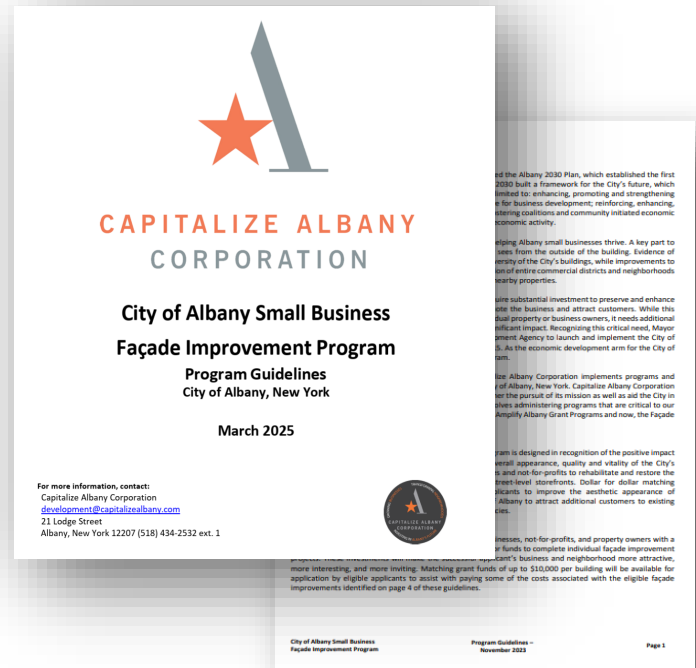 CAPITALIZE ALBANY
CORPORATION
City of Albany Small Business
Façade Improvement Program
Program Guidelines
City of Albany, New York
March 2025
For more information, contact:
Capitalize Albany Corporation
development@capitalizealbany.com
21 Lodge Street
Albany, New York 12207 (518) 434-2532 ext. 1
CAPITALIZE ALBANY
CORPORATION
ed the Albany 2030 Plan, which established the first
2030 built a framework for the City's future, which
limited to: enhancing, promoting and strengthening
e for business development; reinforcing, enhancing,
stering coalitions and community initiated economic
economic activity.
elping Albany small businesses thrive. A key part to
sees from the outside of the building. Evidence of
versity of the City's buildings, while improvements to
on of entire commercial districts and neighborhoods
nearby properties.
uire substantial investment to preserve and enhance
ote the business and attract customers. While this
dual property or business owners, it needs additional
nificant impact. Recognizing this critical need, Mayor
pment Agency to launch and implement the City of
S. As the economic development arm for the City of
ram.
ize Albany Corporation implements programs and
y of Albany, New York. Capitalize Albany Corporation
er the pursuit of its mission as well as aid the City in
olves administering programs that are critical to our
Amplify Albany Grant Programs and now, the Façade
gram is designed in recognition of the positive impact
verall appearance, quality and vitality of the City's
s and not-for-profits to rehabilitate and restore the
treet-level storefronts. Dollar for dollar matching
plicants to improve the aesthetic appearance of
Albany to attract additional customers to existing
cies.
inesses, not-for-profits, and property owners with a
or funds to complete individual façade improvement
projects. These investments will make the successful applicant's business and neighborhood more attractive,
more interesting, and more inviting. Matching grant funds of up to $10,000 per building will be available for
application by eligible applicants to assist with paying some of the costs associated with the eligible façade
improvements identified on page 4 of these guidelines.
City of Albany Small Business
Façade Improvement Program
Program Guidelines –
November 2023
Page 1